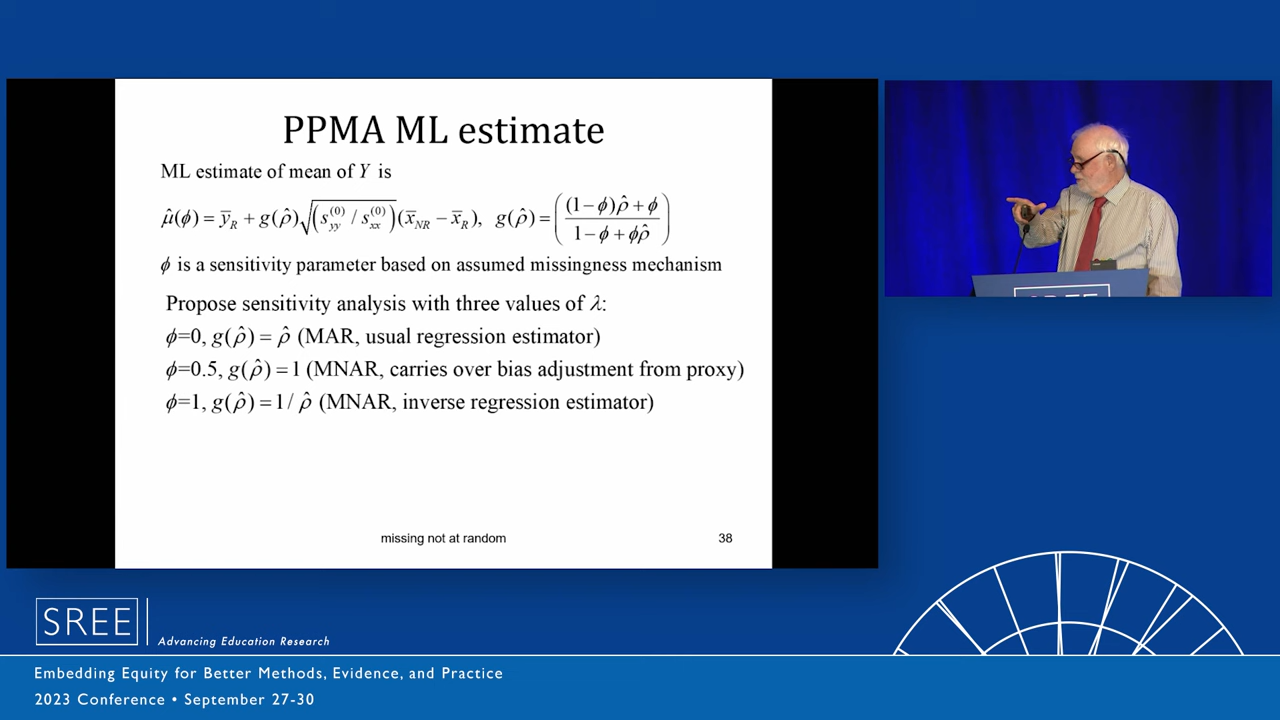 PPMA ML estimate
ML estimate of mean of Y is
μ̂(ϕ) = ȳ_R + g(ρ̂)√(s_yy^(0) / s_xx^(0))(x̄_NR − x̄_R), g(ρ̂) = ((1−ϕ)ρ̂ + ϕ / 1−ϕ+ϕρ̂)
ϕ is a sensitivity parameter based on assumed missingness mechanism
Propose sensitivity analysis with three values of λ:
ϕ=0, g(ρ̂) = ρ̂ (MAR, usual regression estimator)
ϕ=0.5, g(ρ̂) = 1 (MNAR, carries over bias adjustment from proxy)
ϕ=1, g(ρ̂) = 1 / ρ̂ (MNAR, inverse regression estimator)
missing not at random 38
SREE
SREE
Advancing Education Research
Embedding Equity for Better Methods, Evidence, and Practice
2023 Conference • September 27-30